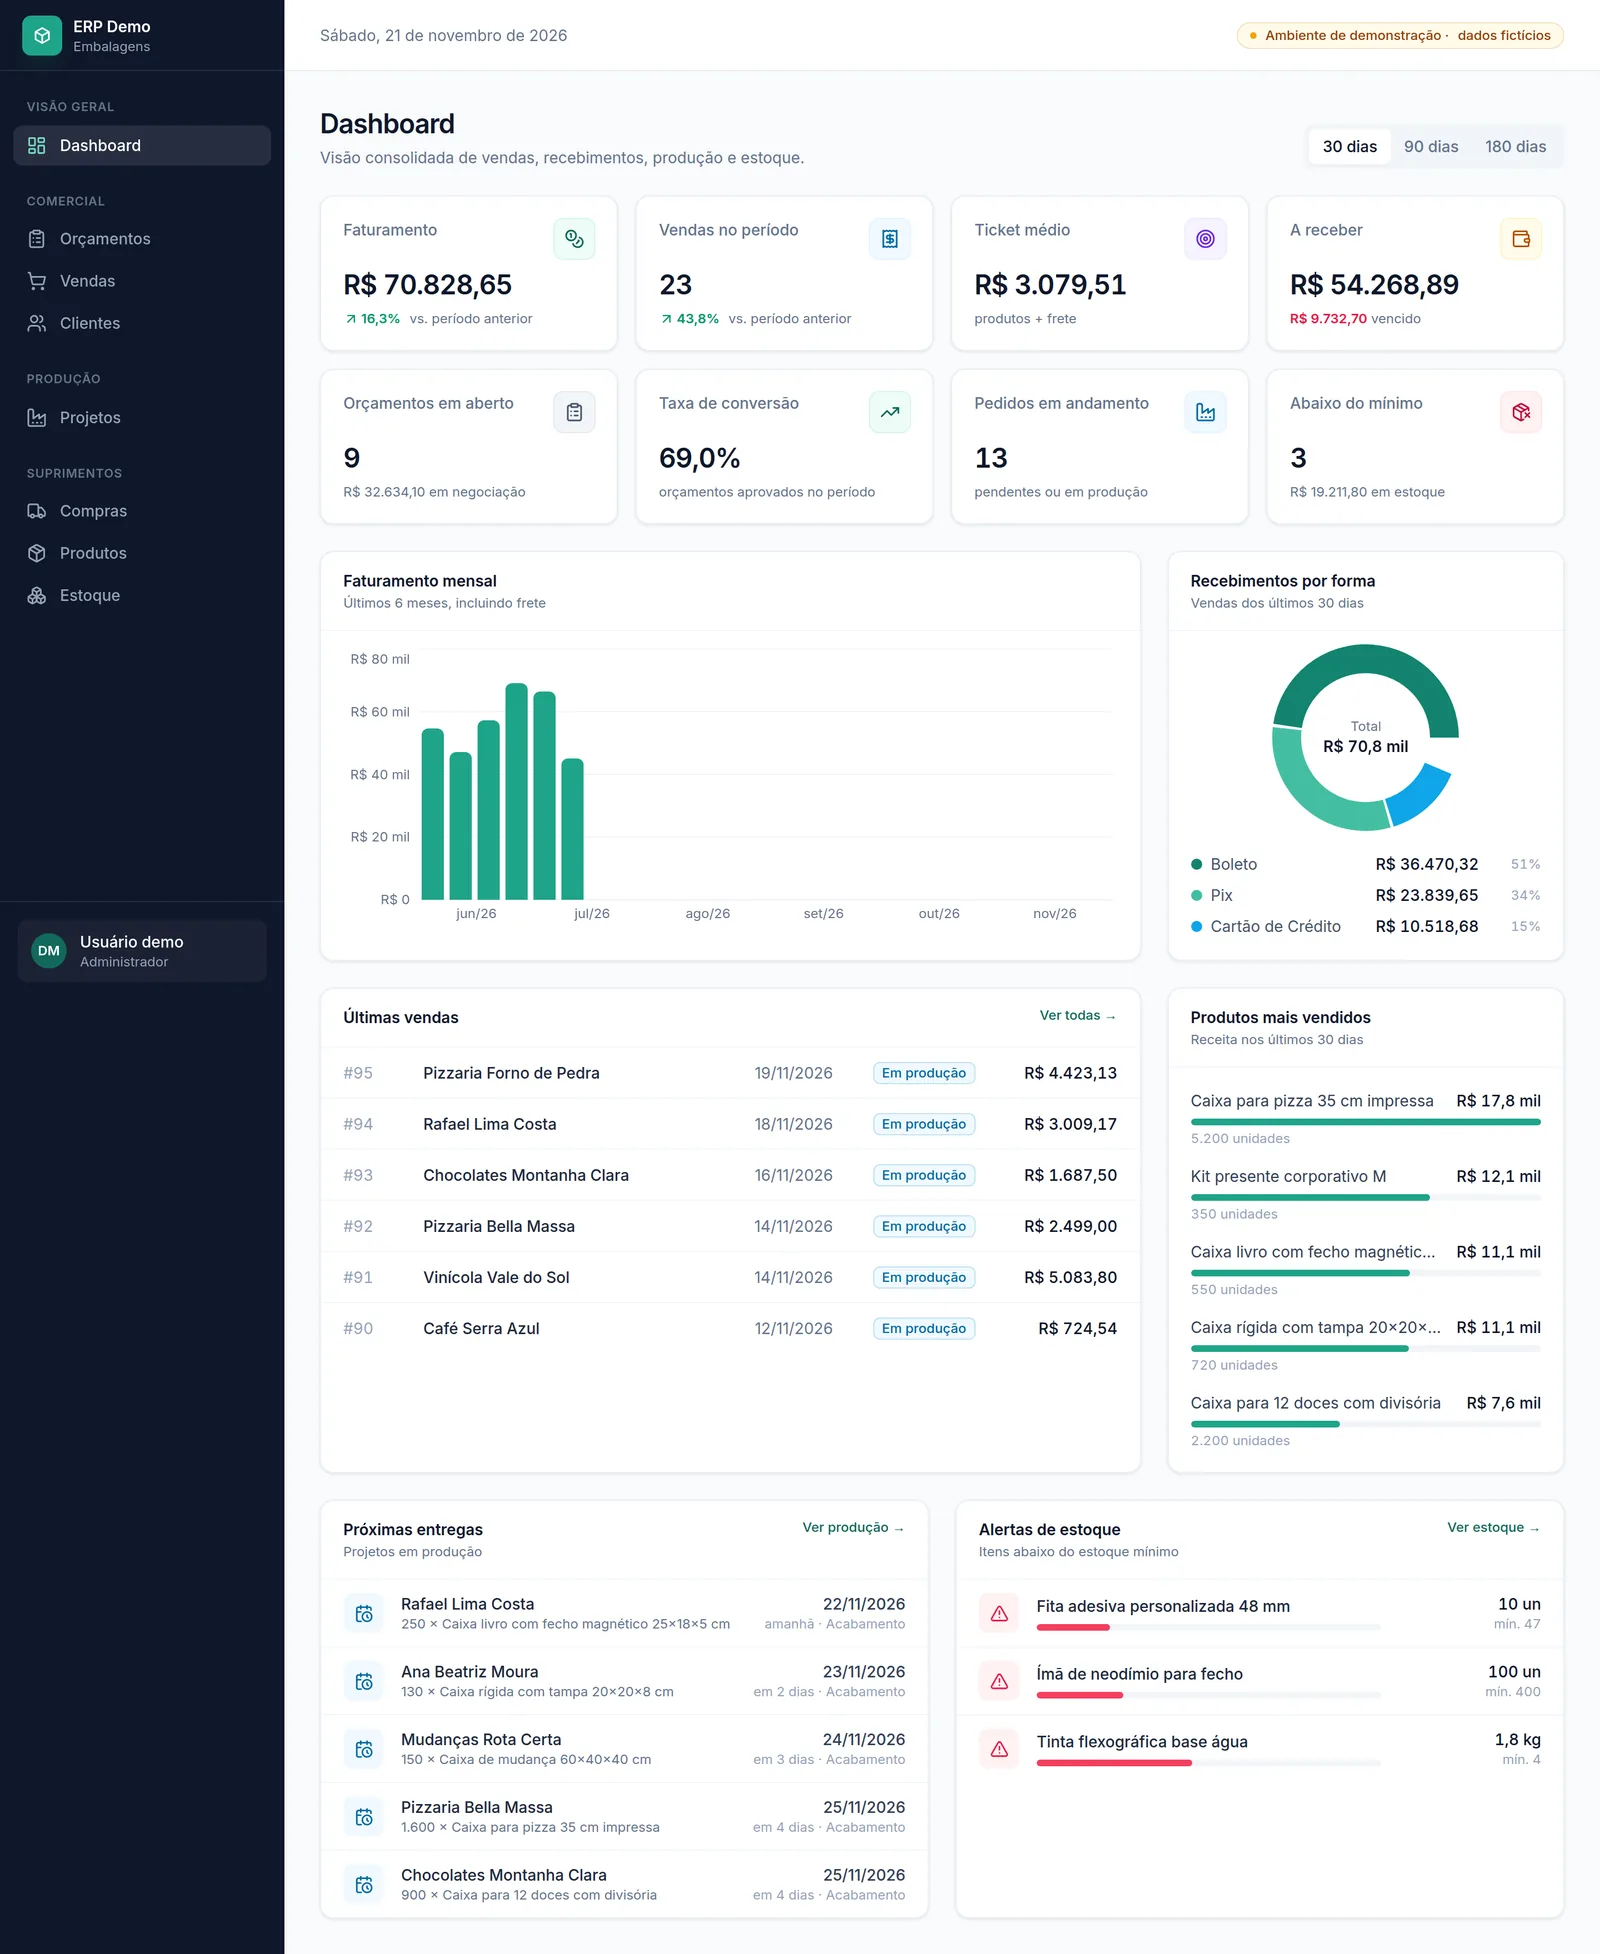 ERP Demo
Embalagens
VISÃO GERAL
Dashboard
COMERCIAL
Orçamentos
Vendas
Clientes
PRODUÇÃO
Projetos
SUPRIMENTOS
Compras
Produtos
Estoque
DM
Usuário demo
Administrador
Sábado, 21 de novembro de 2026
Ambiente de demonstração · dados fictícios
Dashboard
Visão consolidada de vendas, recebimentos, produção e estoque.
30 dias 90 dias 180 dias
Faturamento
R$ 70.828,65
16,3% vs. período anterior
Vendas no período
23
43,8% vs. período anterior
Ticket médio
R$ 3.079,51
produtos + frete
A receber
R$ 54.268,89
R$ 9.732,70 vencido
Orçamentos em aberto
9
R$ 32.634,10 em negociação
Taxa de conversão
69,0%
orçamentos aprovados no período
Pedidos em andamento
13
pendentes ou em produção
Abaixo do mínimo
3
R$ 19.211,80 em estoque
Faturamento mensal
Últimos 6 meses, incluindo frete
R$ 80 mil
R$ 60 mil
R$ 40 mil
R$ 20 mil
R$ 0
jun/26 jul/26 ago/26 set/26 out/26 nov/26
Recebimentos por forma
Vendas dos últimos 30 dias
Total
R$ 70,8 mil
Boleto R$ 36.470,32 51%
Pix R$ 23.839,65 34%
Cartão de Crédito R$ 10.518,68 15%
Últimas vendas
Ver todas →
#95 Pizzaria Forno de Pedra 19/11/2026 Em produção R$ 4.423,13
#94 Rafael Lima Costa 18/11/2026 Em produção R$ 3.009,17
#93 Chocolates Montanha Clara 16/11/2026 Em produção R$ 1.687,50
#92 Pizzaria Bella Massa 14/11/2026 Em produção R$ 2.499,00
#91 Vinícola Vale do Sol 14/11/2026 Em produção R$ 5.083,80
#90 Café Serra Azul 12/11/2026 Em produção R$ 724,54
Produtos mais vendidos
Receita nos últimos 30 dias
Caixa para pizza 35 cm impressa R$ 17,8 mil
5.200 unidades
Kit presente corporativo M R$ 12,1 mil
350 unidades
Caixa livro com fecho magnétic... R$ 11,1 mil
550 unidades
Caixa rígida com tampa 20×20×... R$ 11,1 mil
720 unidades
Caixa para 12 doces com divisória R$ 7,6 mil
2.200 unidades
Próximas entregas
Ver produção →
Projetos em produção
Rafael Lima Costa 22/11/2026
250 × Caixa livro com fecho magnético 25×18×5 cm amanhã · Acabamento
Ana Beatriz Moura 23/11/2026
130 × Caixa rígida com tampa 20×20×8 cm em 2 dias · Acabamento
Mudanças Rota Certa 24/11/2026
150 × Caixa de mudança 60×40×40 cm em 3 dias · Acabamento
Pizzaria Bella Massa 25/11/2026
1.600 × Caixa para pizza 35 cm impressa em 4 dias · Acabamento
Chocolates Montanha Clara 25/11/2026
900 × Caixa para 12 doces com divisória em 4 dias · Acabamento
Alertas de estoque
Ver estoque →
Itens abaixo do estoque mínimo
Fita adesiva personalizada 48 mm 10 un
mín. 47
Ímã de neodímio para fecho 100 un
mín. 400
Tinta flexográfica base água 1,8 kg
mín. 4